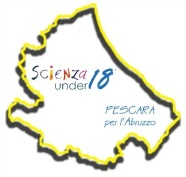 Scienza
under 18
PESCARA
per l'Abruzzo